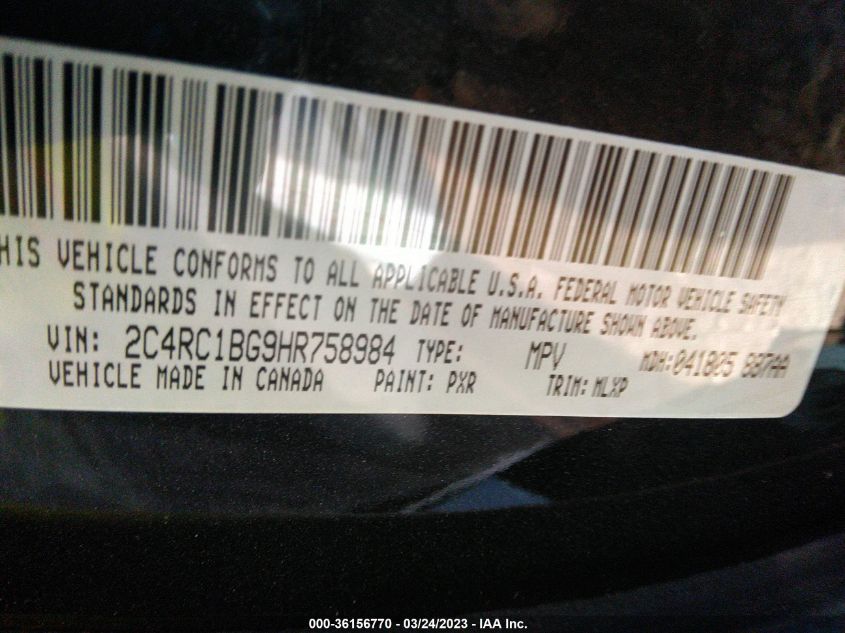 HIS VEHICLE CONFORMS TO ALL APPLICABLE U.S.A. FEDERAL MOTOR VEHICLE SAFETY
STANDARDS IN EFFECT ON THE DATE OF MANUFACTURE SHOWN ABOVE.
VIN: 2C4RC1BG9HR758984 TYPE: MPV MDH:041805 887AA
VEHICLE MADE IN CANADA PAINT: PXR TRIM: MLXP
000-36156770 - 03/24/2023 - IAA Inc.